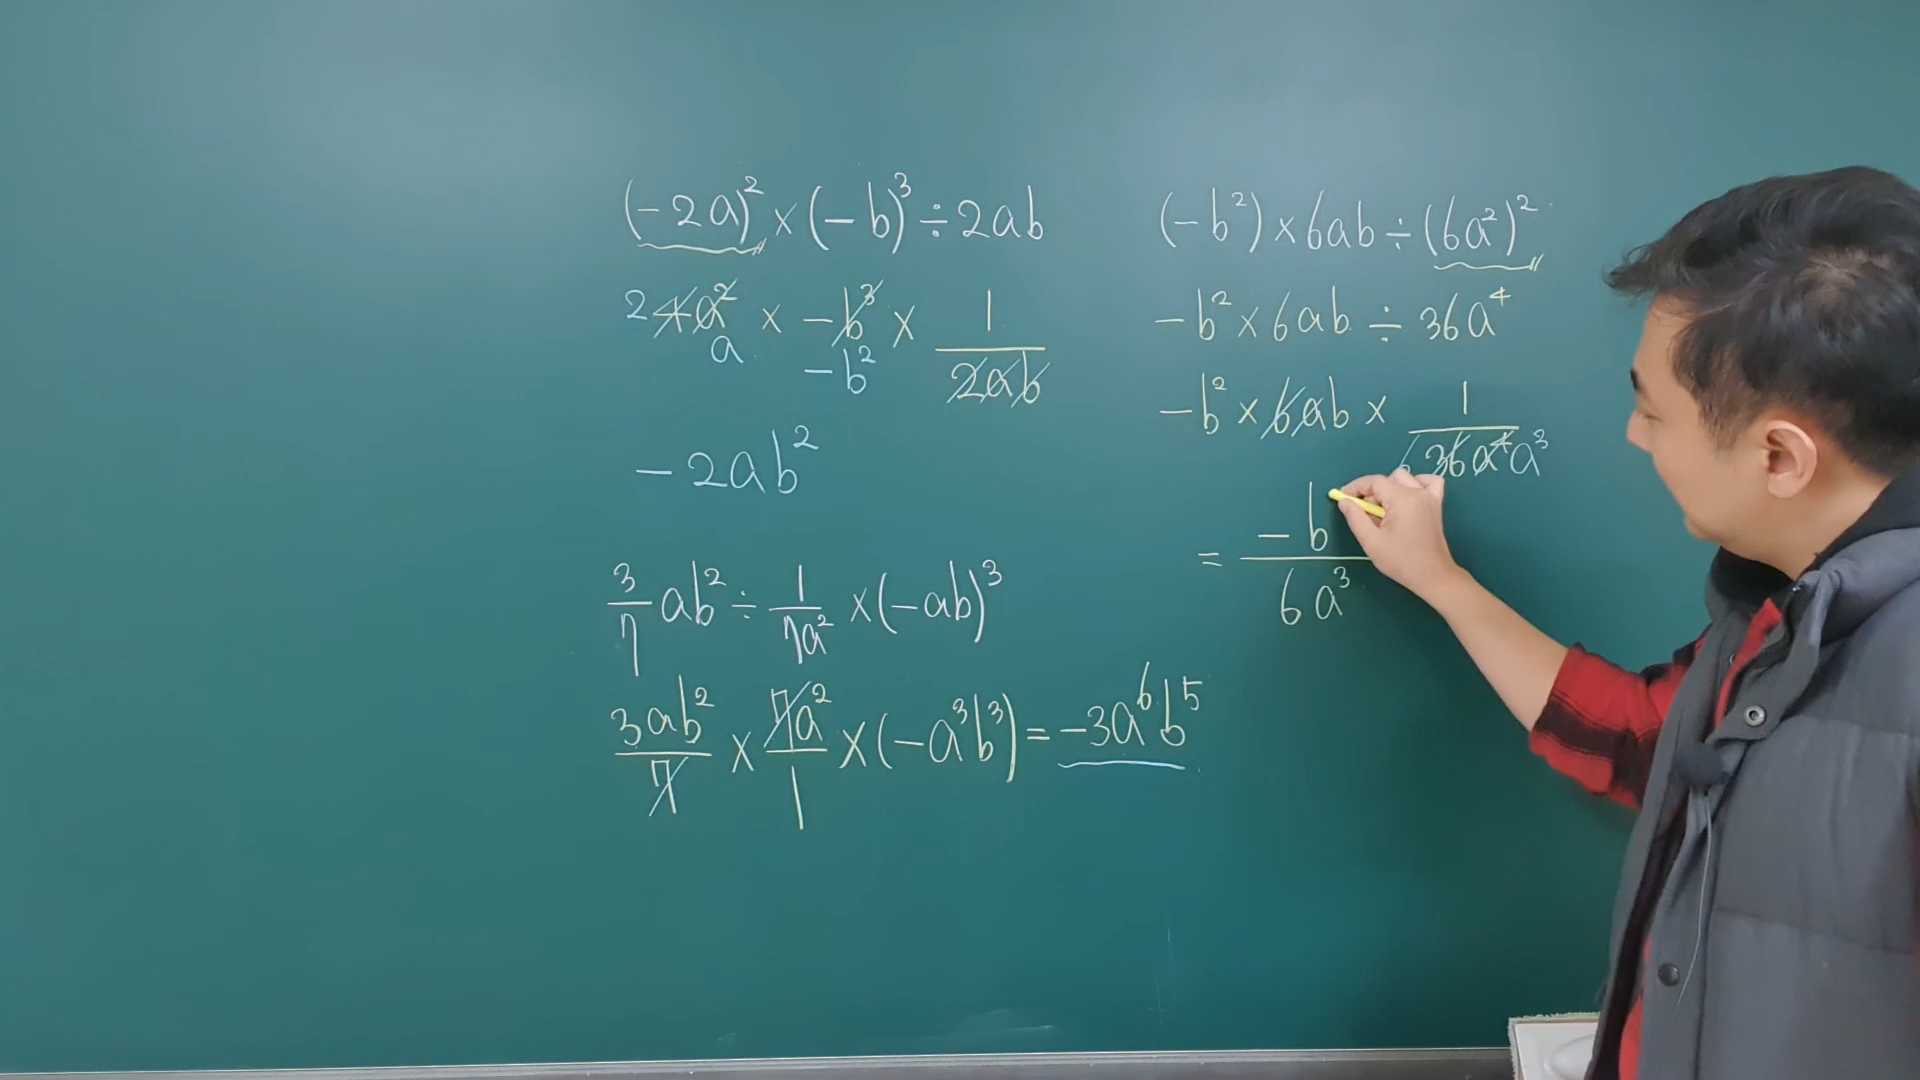 (-2a)² × (-b)³ ÷ 2ab
2 4a² × -b³ × 1/2ab
a -b²
-2ab²
3/7 ab² ÷ 1/7a² × (-ab)³
3ab²/7 × 7a²/1 × (-a³b³) = -3a⁶b⁵
(-b²) × 6ab ÷ (6a²)²
-b² × 6ab ÷ 36a⁴
-b² × 6ab × 1/6 36a⁴ a³
= -b/6a³